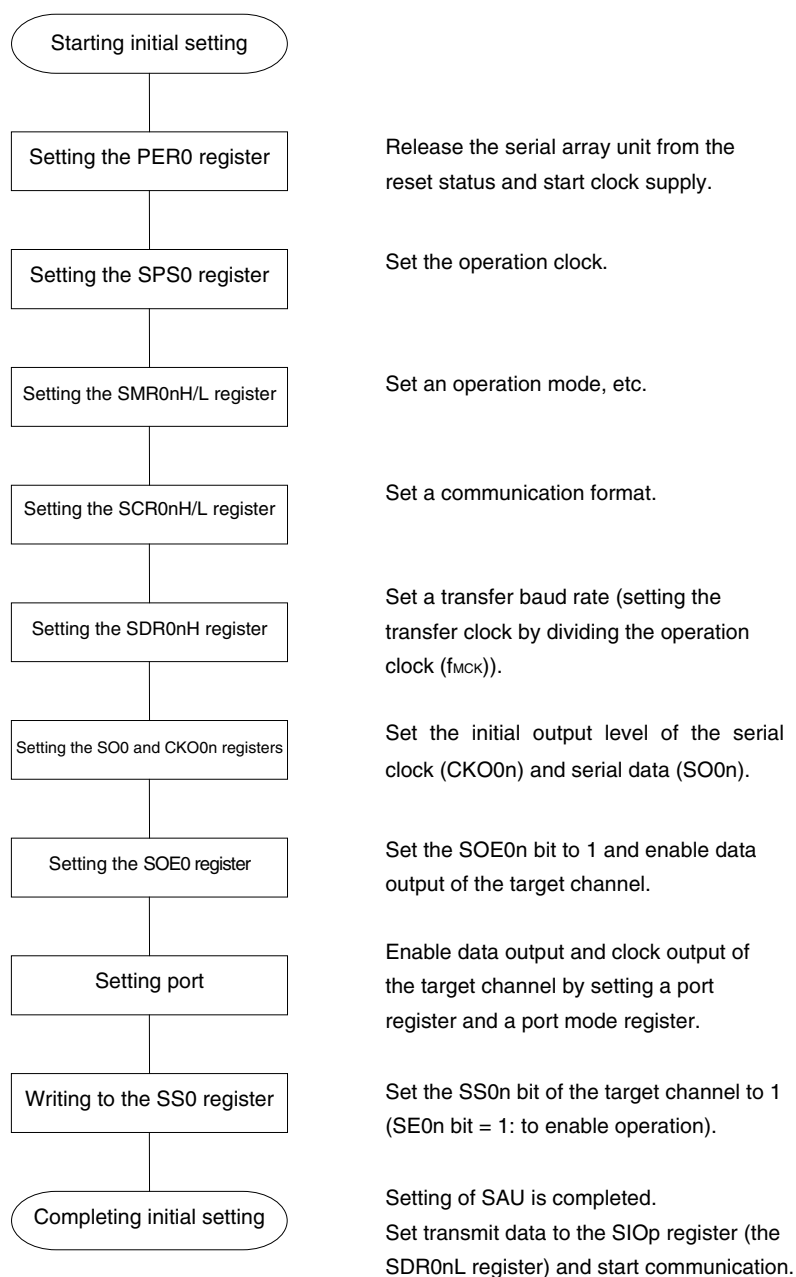 Starting initial setting
Setting the PER0 register
Release the serial array unit from the
reset status and start clock supply.
Setting the SPS0 register
Set the operation clock.
Setting the SMR0nH/L register
Set an operation mode, etc.
Setting the SCR0nH/L register
Set a communication format.
Setting the SDR0nH register
Set a transfer baud rate (setting the
transfer clock by dividing the operation
clock (fMCK)).
Setting the SO0 and CKO0n registers
Set the initial output level of the serial
clock (CKO0n) and serial data (SO0n).
Setting the SOE0 register
Set the SOE0n bit to 1 and enable data
output of the target channel.
Setting port
Enable data output and clock output of
the target channel by setting a port
register and a port mode register.
Writing to the SS0 register
Set the SS0n bit of the target channel to 1
(SE0n bit = 1: to enable operation).
Completing initial setting
Setting of SAU is completed.
Set transmit data to the SIOp register (the
SDR0nL register) and start communication.